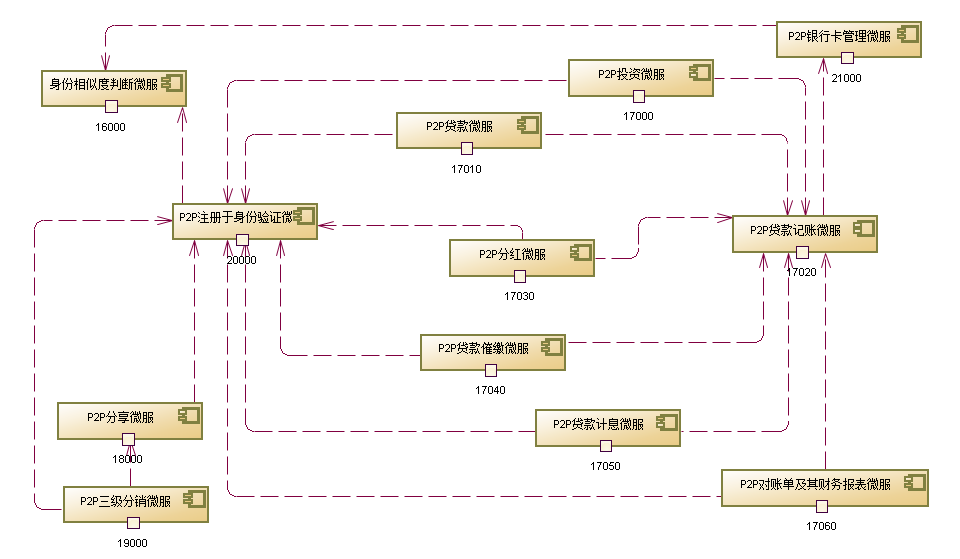 P2P银行卡管理微服
21000
身份相似度判断微服
16000
P2P投资微服
17000
P2P贷款微服
17010
P2P注册于身份验证微
20000
P2P贷款记账微服
17020
P2P分红微服
17030
P2P贷款催缴微服
17040
P2P分享微服
18000
P2P贷款计息微服
17050
P2P对账单及其财务报表微服
17060
P2P三级分销微服
19000